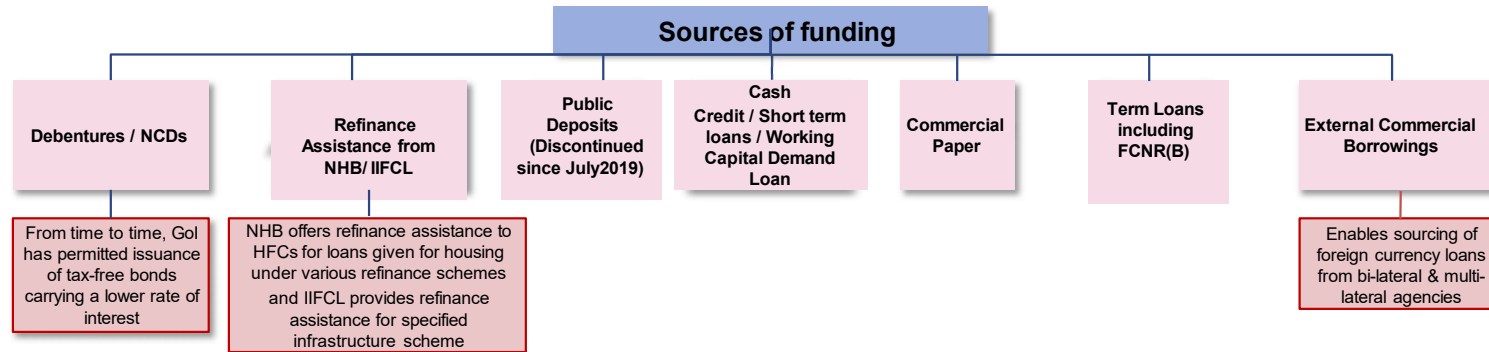 Sources of funding
Debentures / NCDs
Refinance
Assistance from
NHB/ IIFCL
Public
Deposits
(Discontinued
since July2019)
Cash
Credit / Short term
loans / Working
Capital Demand
Loan
Commercial
Paper
Term Loans
including
FCNR(B)
External Commercial
Borrowings
From time to time, GoI
has permitted issuance
of tax-free bonds
carrying a lower rate of
interest
NHB offers refinance assistance to
HFCs for loans given for housing
under various refinance schemes
and IIFCL provides refinance
assistance for specified
infrastructure scheme
Enables sourcing of
foreign currency loans
from bi-lateral & multi-
lateral agencies